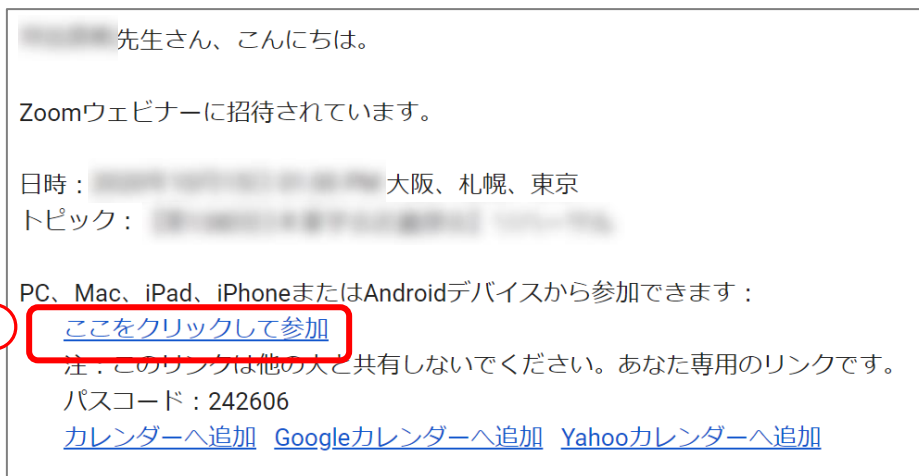 先生さん、こんにちは。
Zoomウェビナーに招待されています。
日時： 大阪、札幌、東京
トピック：
PC、Mac、iPad、iPhoneまたはAndroidデバイスから参加できます：
ここをクリックして参加
注：このリンクは他の人と共有しないでください。あなた専用のリンクです。
パスコード：242606
カレンダーへ追加 Googleカレンダーへ追加 Yahooカレンダーへ追加